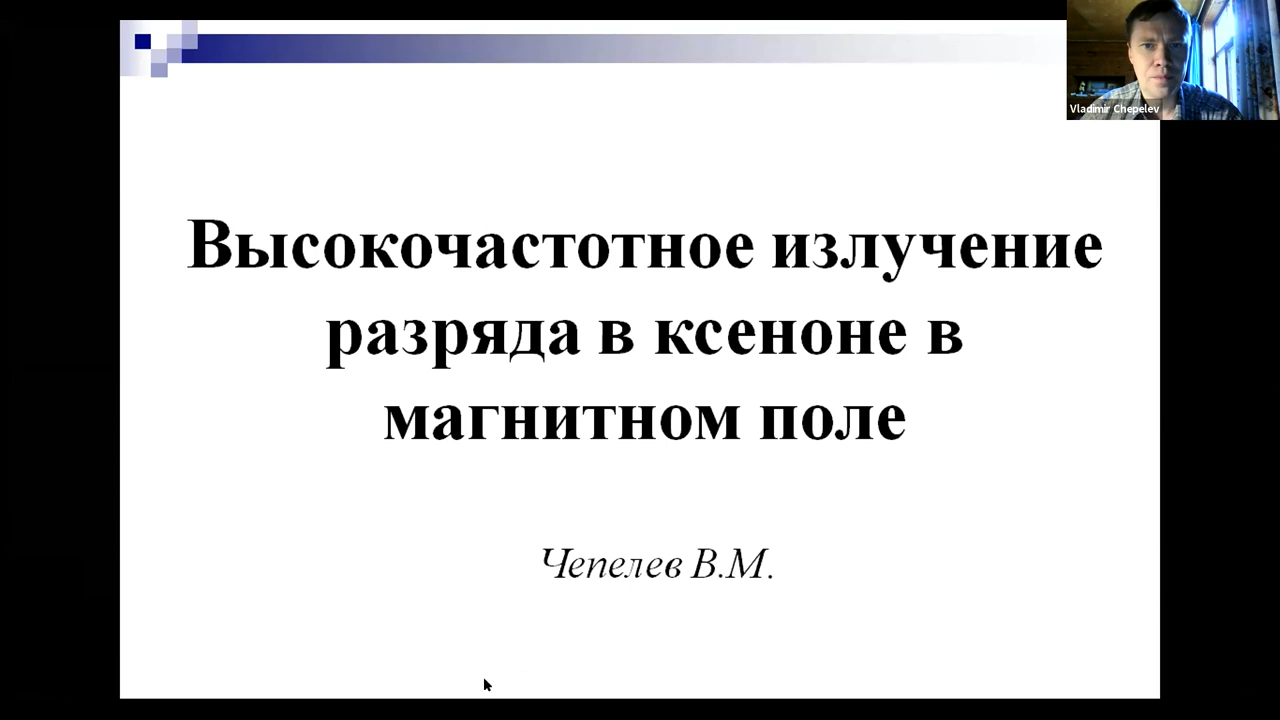 Vladimir Chepelev
Высокочастотное излучение
разряда в ксеноне в
магнитном поле
Чепелев В.М.